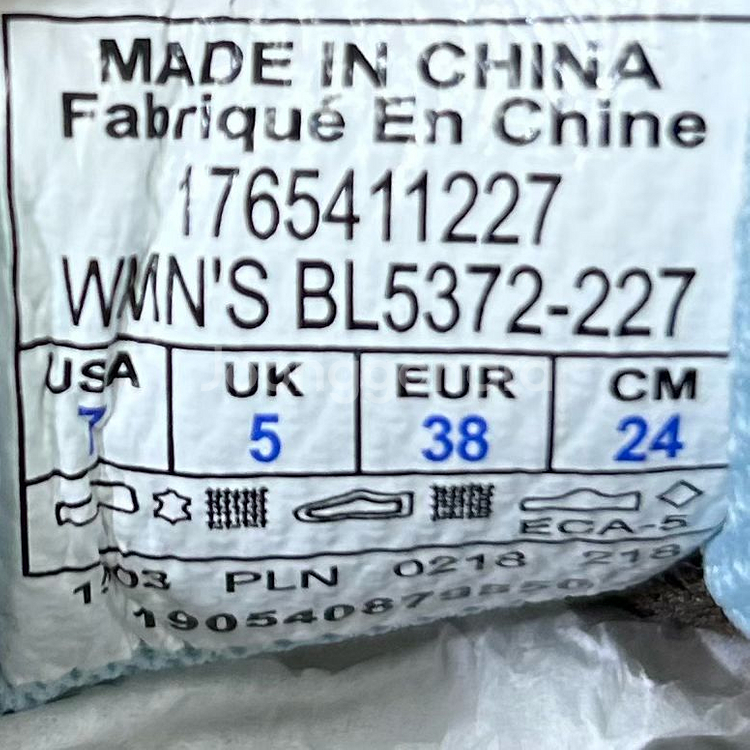 MADE IN CHINA
Fabriqué En Chine
1765411227
WMN'S BL5372-227
USA UK EUR CM
7 5 38 24
ECA-5
PLN 0218 218